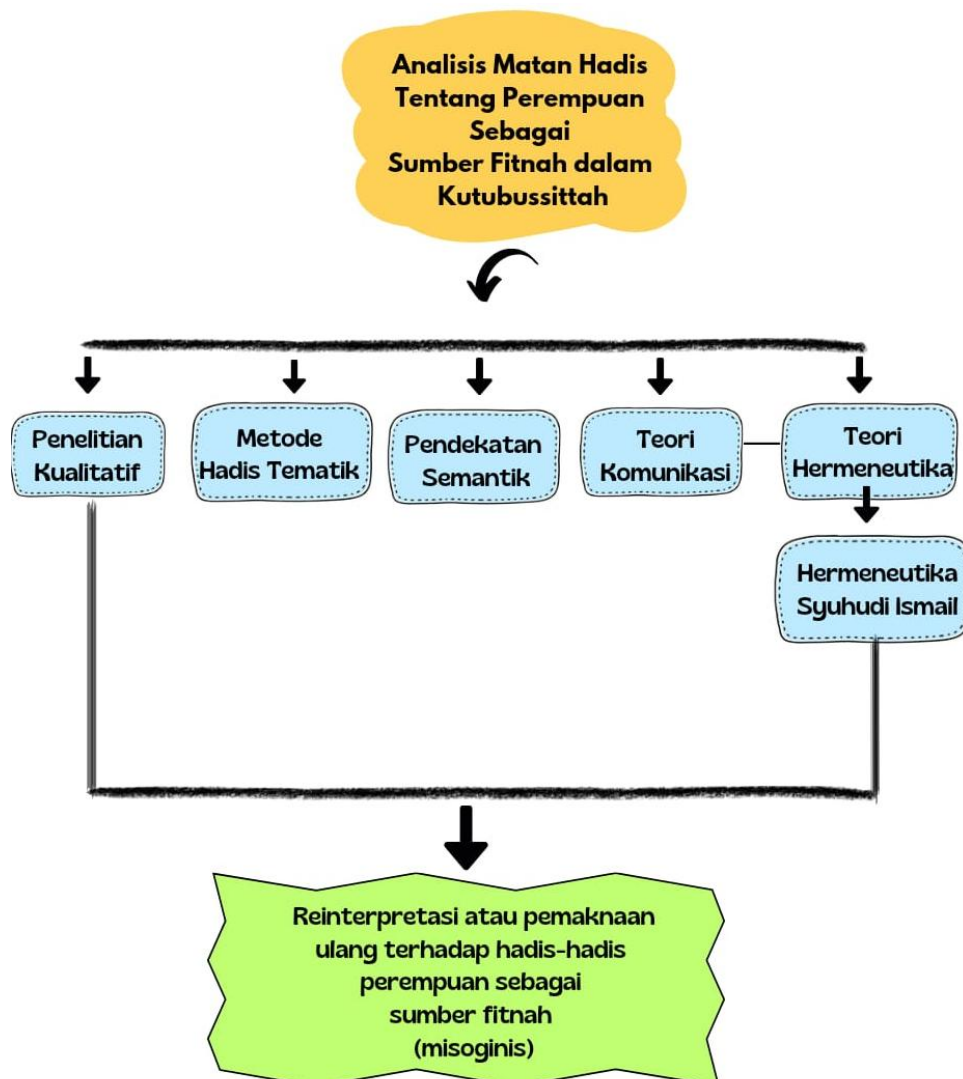 Analisis Matan Hadis
Tentang Perempuan
Sebagai
Sumber Fitnah dalam
Kutubussittah
Penelitian
Kualitatif
Metode
Hadis Tematik
Pendekatan
Semantik
Teori
Komunikasi
Teori
Hermeneutika
Hermeneutika
Syuhudi Ismail
Reinterpretasi atau pemaknaan
ulang terhadap hadis-hadis
perempuan sebagai
sumber fitnah
(misoginis)